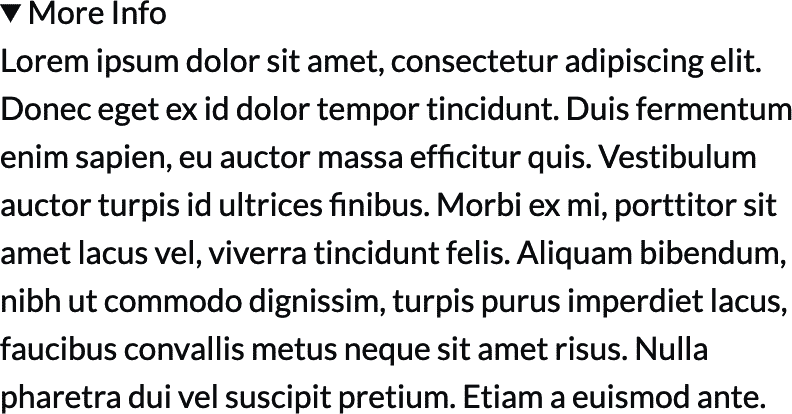 ▼ More Info
Lorem ipsum dolor sit amet, consectetur adipiscing elit.
Donec eget ex id dolor tempor tincidunt. Duis fermentum
enim sapien, eu auctor massa efficitur quis. Vestibulum
auctor turpis id ultrices finibus. Morbi ex mi, porttitor sit
amet lacus vel, viverra tincidunt felis. Aliquam bibendum,
nibh ut commodo dignissim, turpis purus imperdiet lacus,
faucibus convallis metus neque sit amet risus. Nulla
pharetra dui vel suscipit pretium. Etiam a euismod ante.